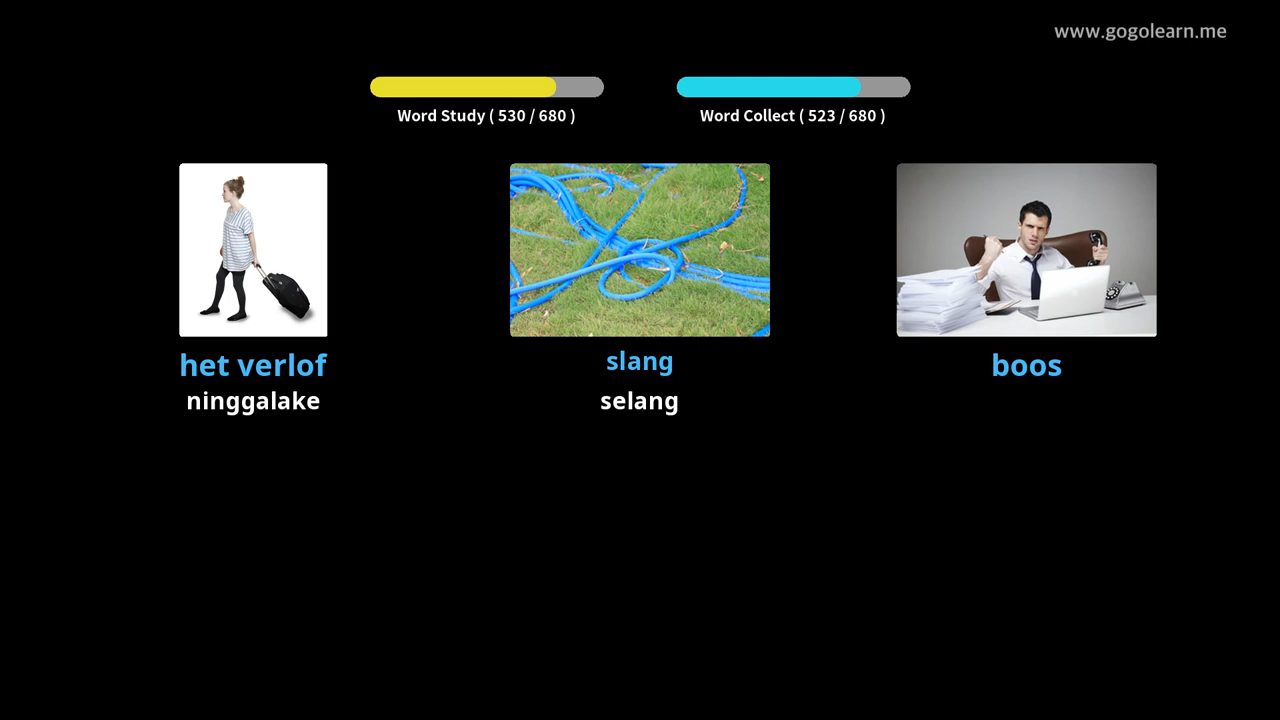 www.gogolearn.me
Word Study ( 530 / 680 )
Word Collect ( 523 / 680 )
het verlof
ninggalake
slang
selang
boos